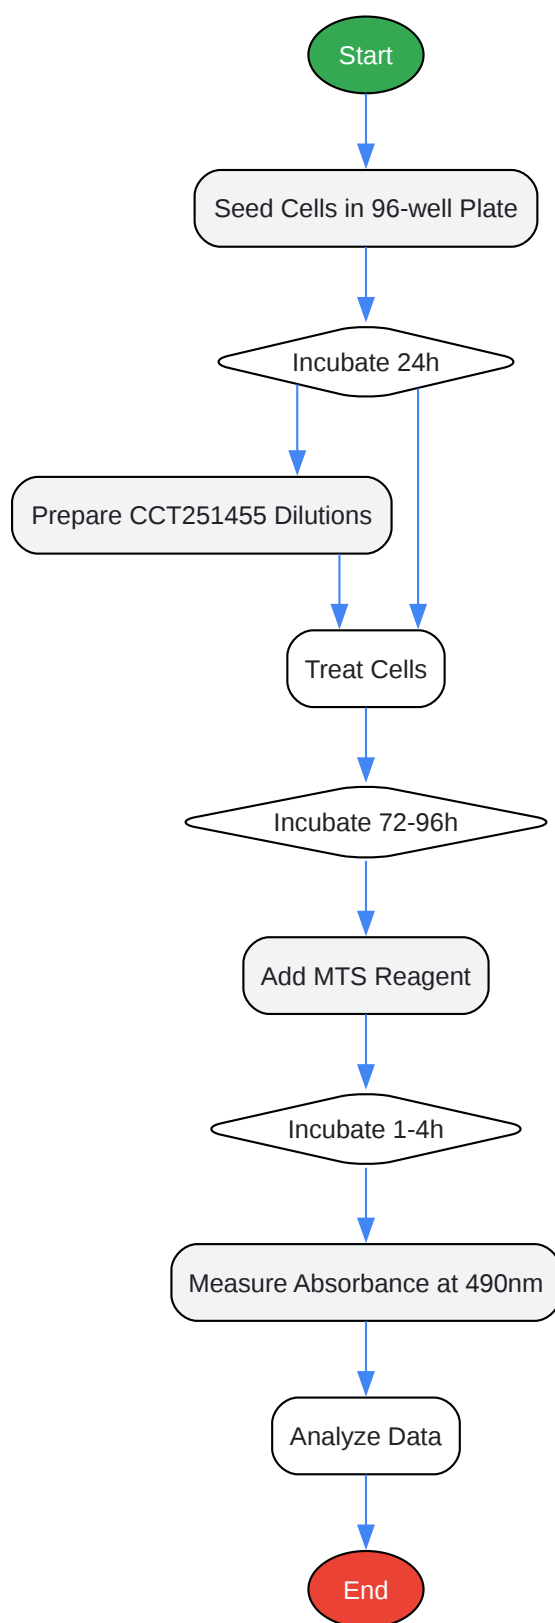 Start
Seed Cells in 96-well Plate
Incubate 24h
Prepare CCT251455 Dilutions
Treat Cells
Incubate 72-96h
Add MTS Reagent
Incubate 1-4h
Measure Absorbance at 490nm
Analyze Data
End